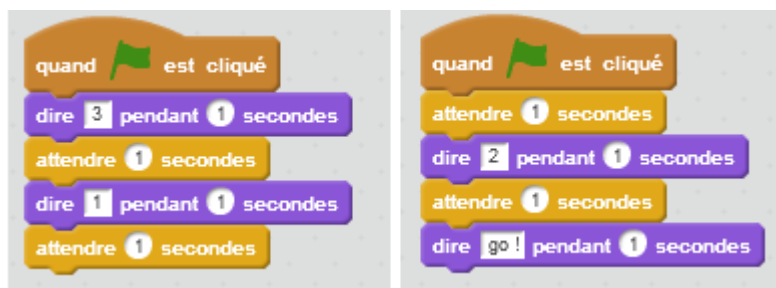 quand est cliqué
dire 3 pendant 1 secondes
attendre 1 secondes
dire 1 pendant 1 secondes
attendre 1 secondes
quand est cliqué
attendre 1 secondes
dire 2 pendant 1 secondes
attendre 1 secondes
dire go ! pendant 1 secondes